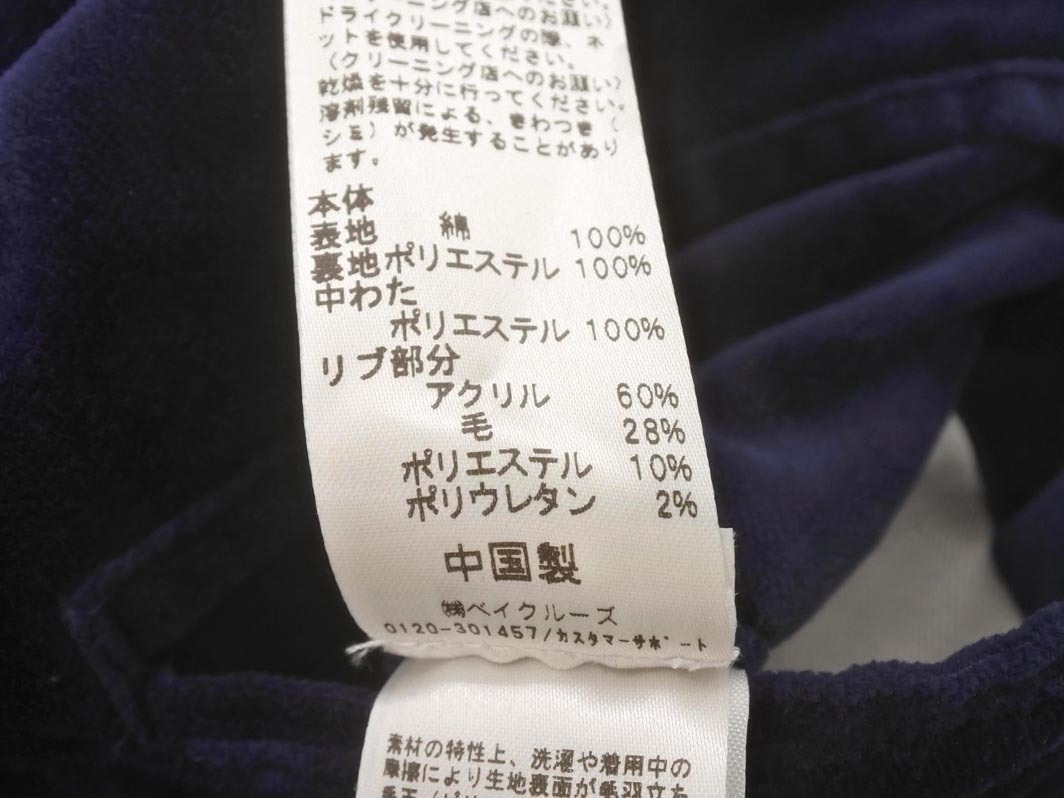 ーニング店へのお願い〉
ドライクリーニングの際、ネ
ットを使用してください。
〈クリーニング店へのお願い〉
乾燥を十分に行ってください。
溶剤残留による、きわつき（
シミ）が発生することがあり
ます。
本体
表地 綿 100%
裏地ポリエステル 100%
中わた
ポリエステル 100%
リブ部分
アクリル 60%
毛 28%
ポリエステル 10%
ポリウレタン 2%
中国製
㈱ベイクルーズ
0120-301457/カスタマーサポート
素材の特性上、洗濯や着用中の
摩擦により生地裏面が毛羽立ち